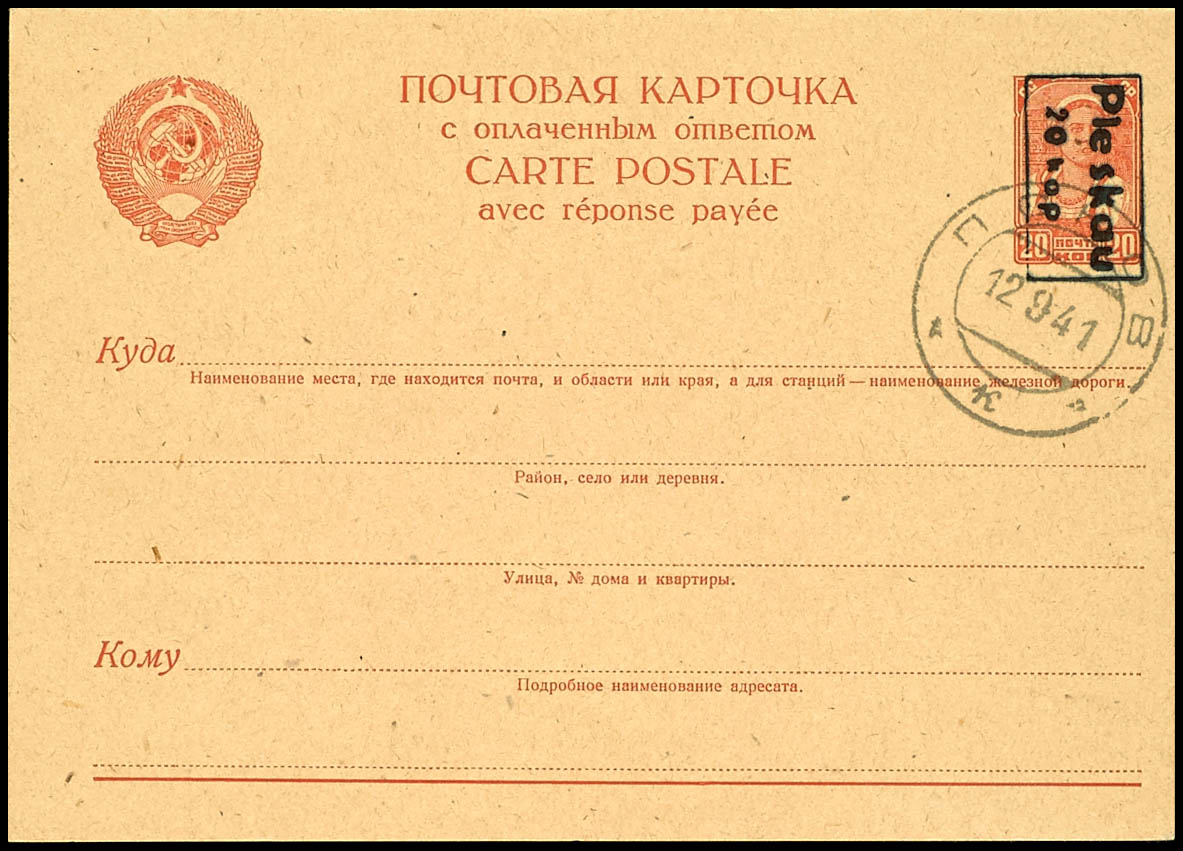 ПОЧТОВАЯ КАРТОЧКА
с оплаченным ответом
CARTE POSTALE
avec réponse payée
Pleskau
20 kop
20 ПОЧТА 20
КОП
12 9 41
Куда
Наименование места, где находится почта, и области или края, а для станций — наименование железной дороги.
Район, село или деревня.
Улица, № дома и квартиры.
Кому
Подробное наименование адресата.